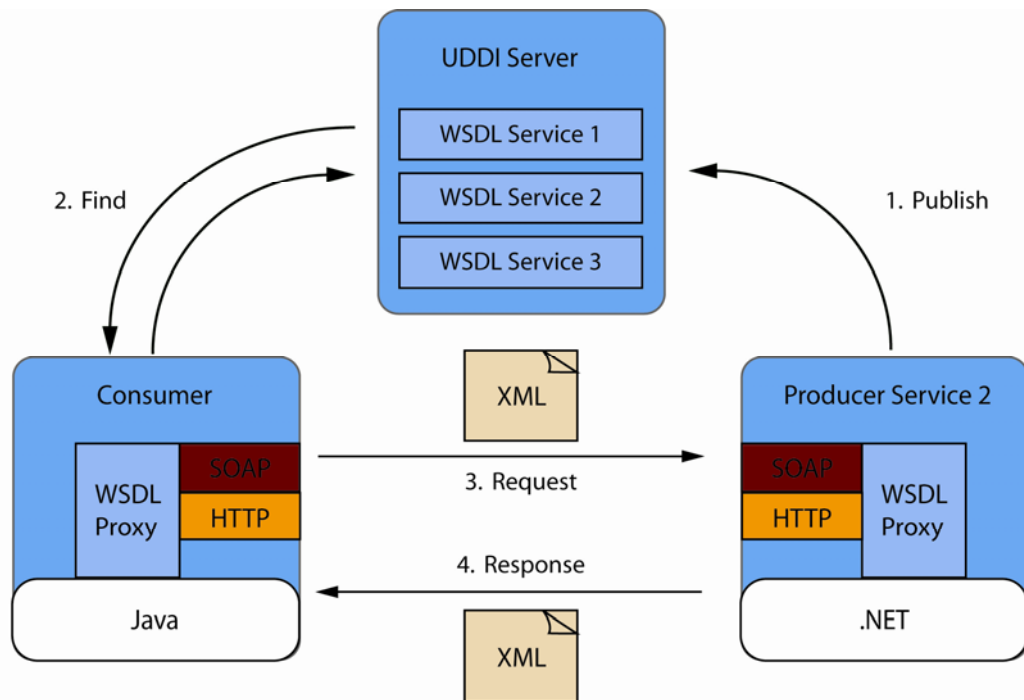 UDDI Server
WSDL Service 1
WSDL Service 2
WSDL Service 3
2. Find
1. Publish
Consumer
WSDL
Proxy
SOAP
HTTP
Java
XML
3. Request
4. Response
XML
Producer Service 2
SOAP
HTTP
WSDL
Proxy
.NET